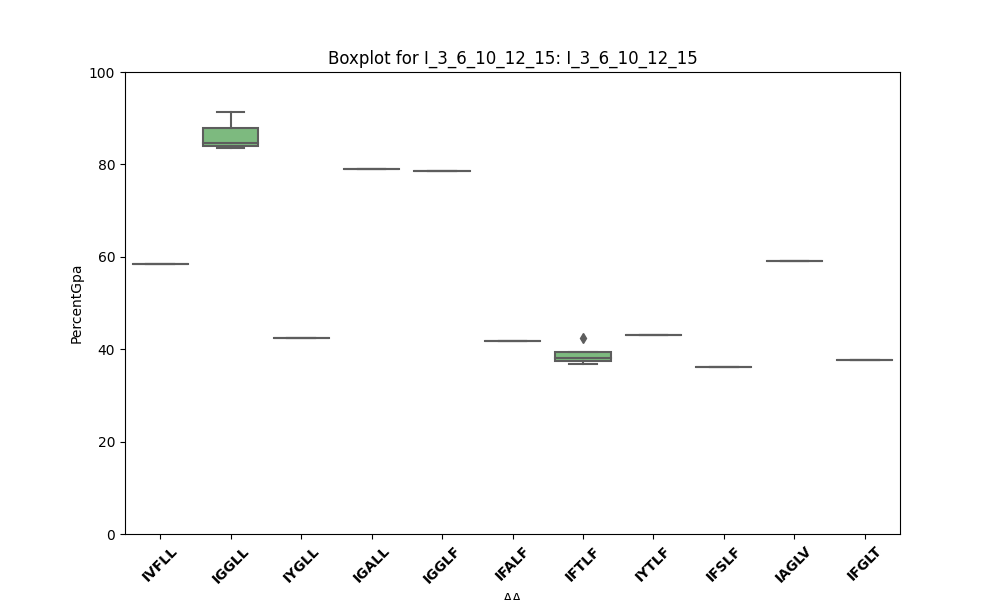 Boxplot for I_3_6_10_12_15: I_3_6_10_12_15
100
80
60
40
20
0
PercentGpa
IVFLL
IGGLL
IYGLL
IGALL
IGGLF
IFALF
IFTLF
IYTLF
IFSLF
IAGLV
IFGLT
AA